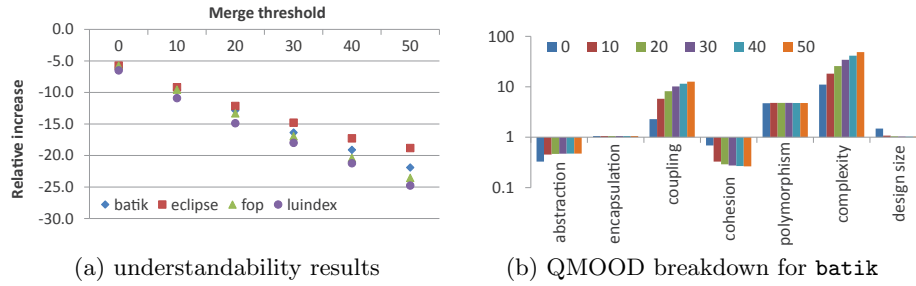 Merge threshold
0 10 20 30 40 50
0.0
-5.0
-10.0
-15.0
-20.0
-25.0
-30.0
Relative increase
batik eclipse fop luindex
(a) understandability results
0 10 20 30 40 50
100
10
1
0.1
abstraction
encapsulation
coupling
cohesion
polymorphism
complexity
design size
(b) QMOOD breakdown for batik